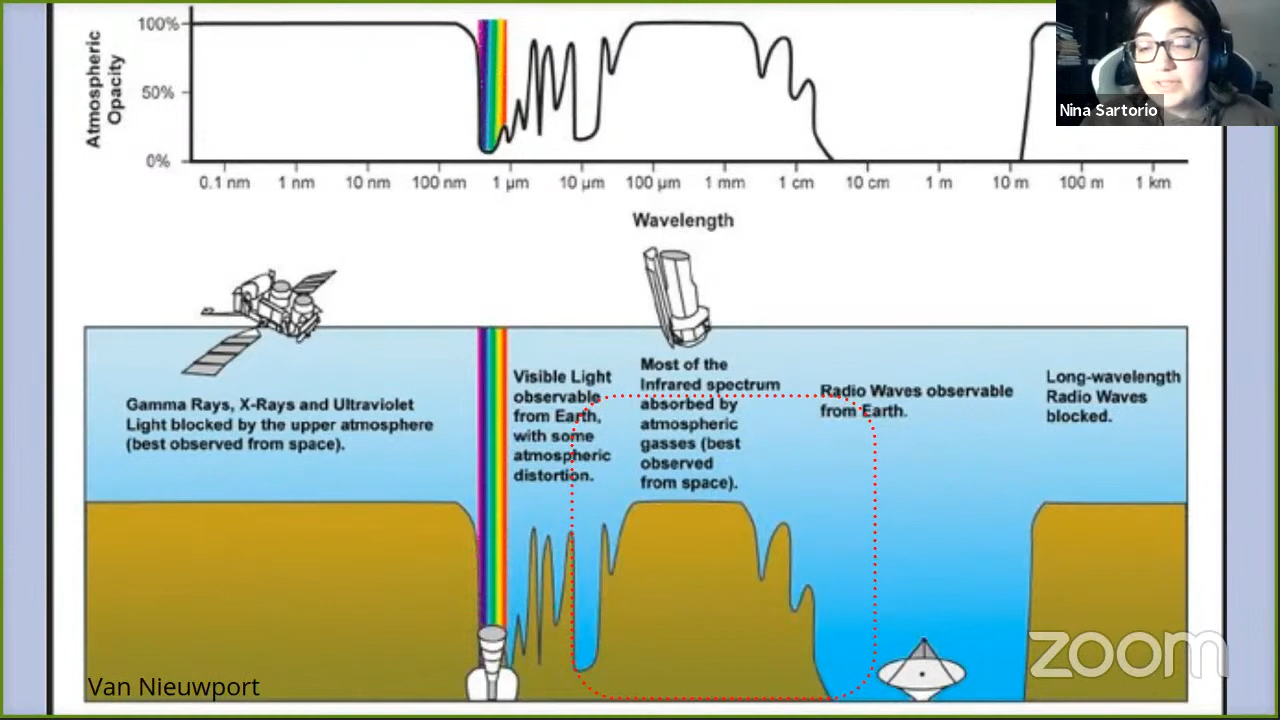 Atmospheric
Opacity
100%
50%
0%
0.1 nm 1 nm 10 nm 100 nm 1 µm 10 µm 100 µm 1 mm 1 cm 10 cm 1 m 10 m 100 m 1 km
Wavelength
Nina Sartorio
Gamma Rays, X-Rays and Ultraviolet
Light blocked by the upper atmosphere
(best observed from space).
Visible Light
observable
from Earth,
with some
atmospheric
distortion.
Most of the
Infrared spectrum
absorbed by
atmospheric
gasses (best
observed
from space).
Radio Waves observable
from Earth.
Long-wavelength
Radio Waves
blocked.
Van Nieuwport
zoom